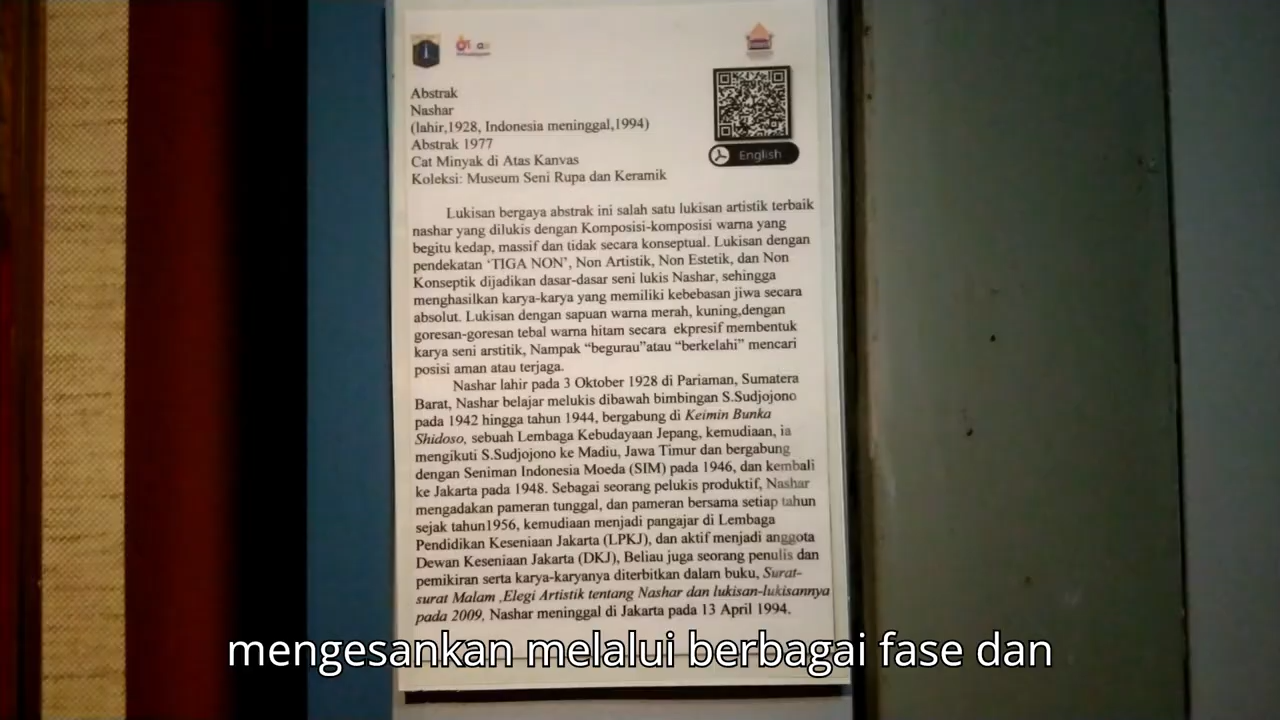 Abstrak
Nashar
(lahir,1928, Indonesia meninggal,1994)
Abstrak 1977
Cat Minyak di Atas Kanvas
Koleksi: Museum Seni Rupa dan Keramik
English
Lukisan bergaya abstrak ini salah satu lukisan artistik terbaik
nashar yang dilukis dengan Komposisi-komposisi warna yang
begitu kedap, massif dan tidak secara konseptual. Lukisan dengan
pendekatan ‘TIGA NON’, Non Artistik, Non Estetik, dan Non
Konseptik dijadikan dasar-dasar seni lukis Nashar, sehingga
menghasilkan karya-karya yang memiliki kebebasan jiwa secara
absolut. Lukisan dengan sapuan warna merah, kuning,dengan
goresan-goresan tebal warna hitam secara ekpresif membentuk
karya seni arstitik, Nampak “begurau”atau “berkelahi” mencari
posisi aman atau terjaga.
Nashar lahir pada 3 Oktober 1928 di Pariaman, Sumatera
Barat, Nashar belajar melukis dibawah bimbingan S.Sudjojono
pada 1942 hingga tahun 1944, bergabung di Keimin Bunka
Shidoso, sebuah Lembaga Kebudayaan Jepang, kemudiaan, ia
mengikuti S.Sudjojono ke Madiu, Jawa Timur dan bergabung
dengan Seniman Indonesia Moeda (SIM) pada 1946, dan kembali
ke Jakarta pada 1948. Sebagai seorang pelukis produktif, Nashar
mengadakan pameran tunggal, dan pameran bersama setiap tahun
sejak tahun1956, kemudiaan menjadi pangajar di Lembaga
Pendidikan Keseniaan Jakarta (LPKJ), dan aktif menjadi anggota
Dewan Keseniaan Jakarta (DKJ), Beliau juga seorang penulis dan
pemikiran serta karya-karyanya diterbitkan dalam buku, Surat-
surat Malam ,Elegi Artistik tentang Nashar dan lukisan-lukisannya
pada 2009, Nashar meninggal di Jakarta pada 13 April 1994.
mengesankan melalui berbagai fase dan